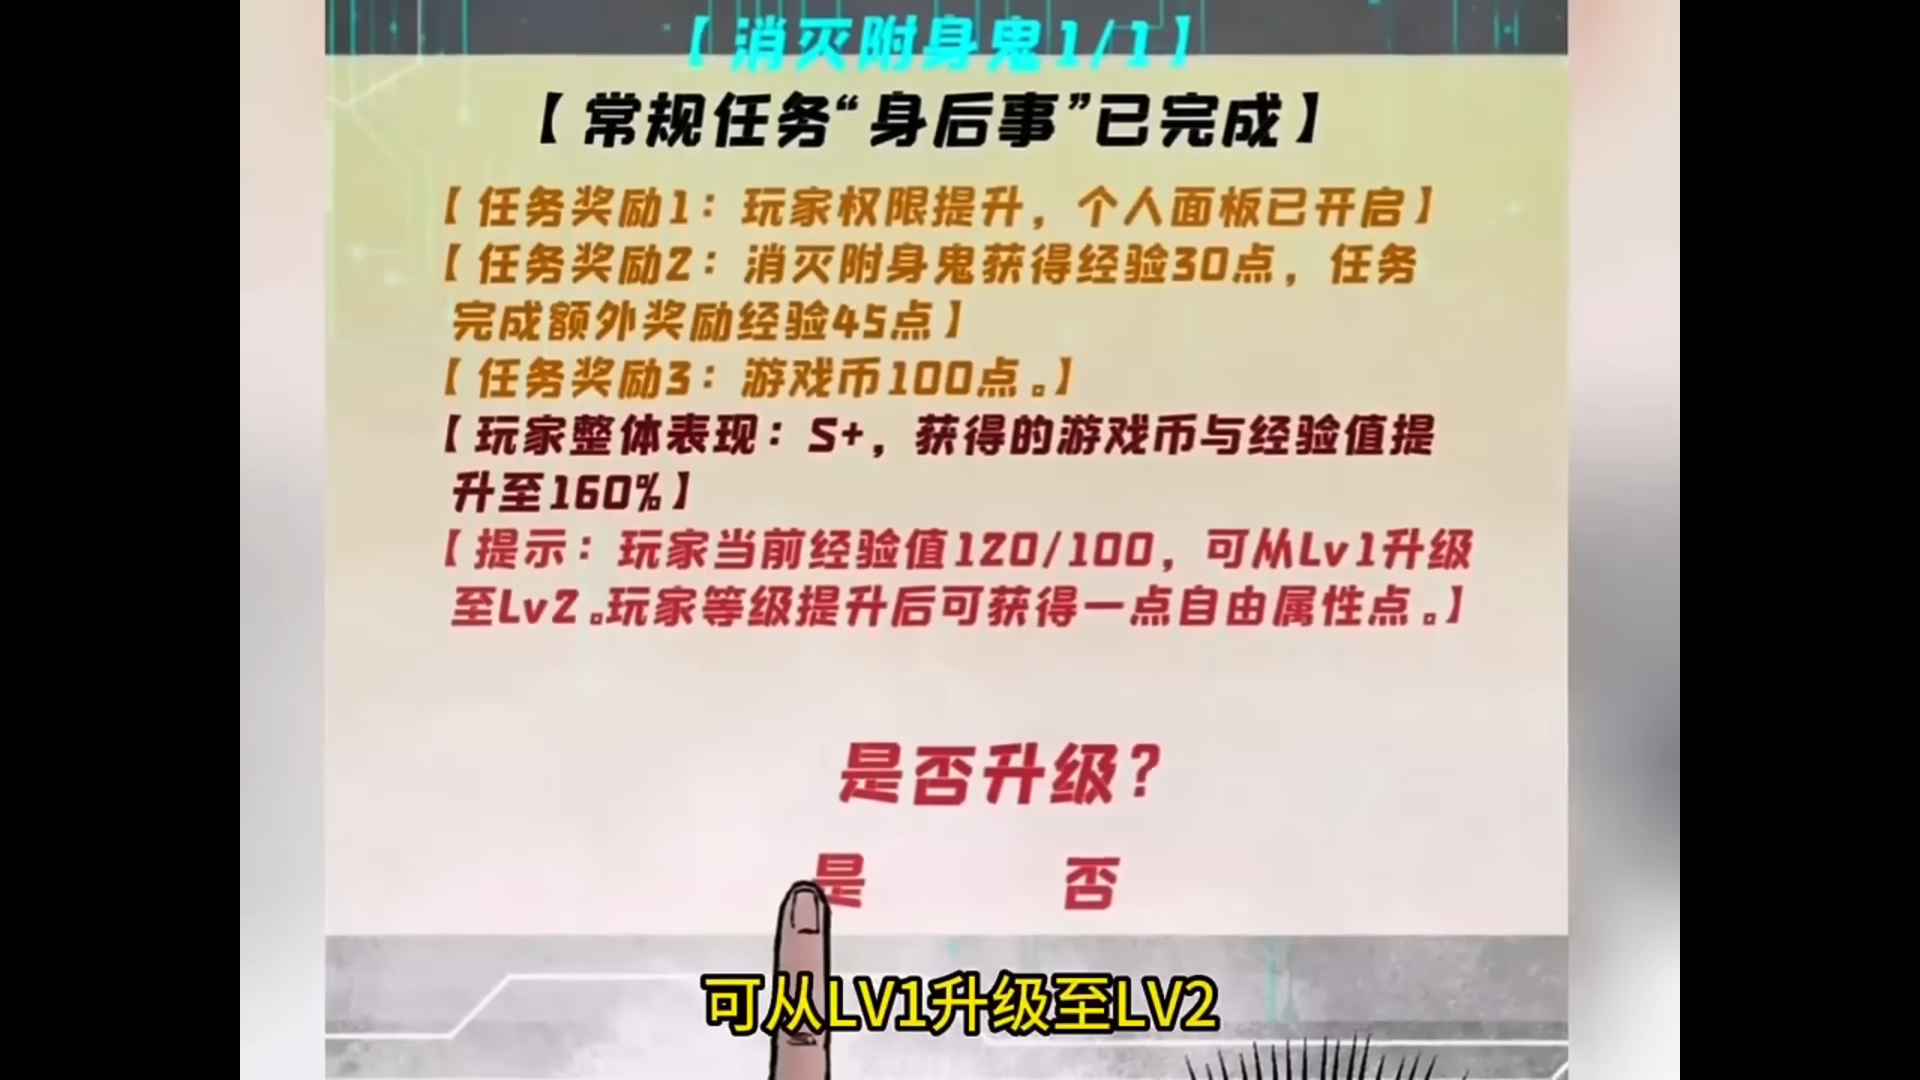 【消灭附身鬼1/1】
【常规任务“身后事”已完成】
【任务奖励1：玩家权限提升，个人面板已开启】
【任务奖励2：消灭附身鬼获得经验30点，任务
完成额外奖励经验45点】
【任务奖励3：游戏币100点。】
【玩家整体表现：S+，获得的游戏币与经验值提
升至160%】
【提示：玩家当前经验值120/100，可从Lv1升级
至Lv2。玩家等级提升后可获得一点自由属性点。】
是否升级？
是 否
可从LV1升级至LV2